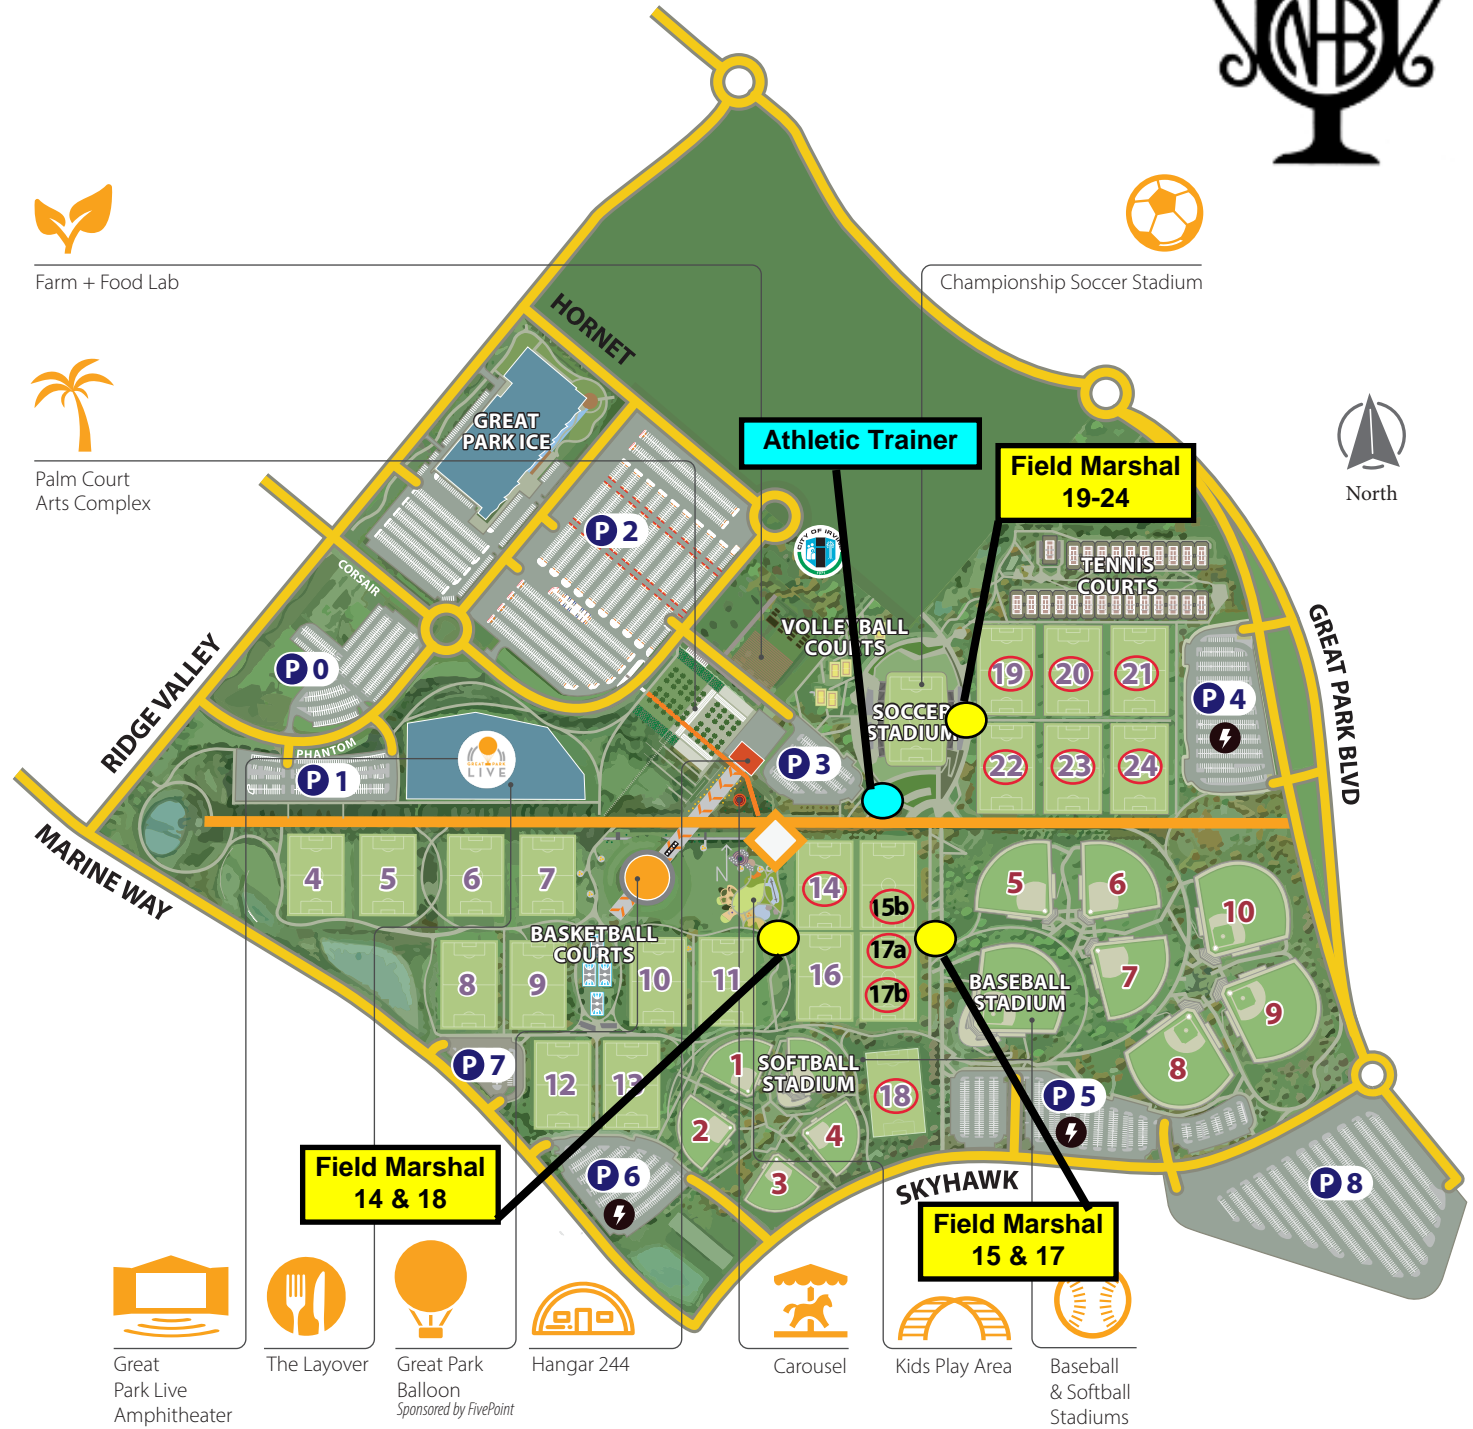 NHB
Farm + Food Lab
Championship Soccer Stadium
HORNET
GREAT
PARK ICE
Palm Court
Arts Complex
Athletic Trainer
Field Marshal
19-24
North
P 2
CITY OF IRVINE
TENNIS
COURTS
CORSAIR
VOLLEYBALL
COURTS
GREAT PARK BLVD
RIDGE VALLEY
P 0
19
20
21
P 4
SOCCER
STADIUM
PHANTOM
GREAT PARK
LIVE
P 1
P 3
22
23
24
MARINE WAY
4
5
6
7
N
14
15b
5
6
10
BASKETBALL
COURTS
17a
8
9
10
11
16
17b
BASEBALL
STADIUM
7
9
P 7
12
13
1
SOFTBALL
STADIUM
18
8
P 5
2
4
3
P 6
SKYHAWK
P 8
Field Marshal
14 & 18
Field Marshal
15 & 17
Great
Park Live
Amphitheater
The Layover
Great Park
Balloon
Sponsored by FivePoint
Hangar 244
Carousel
Kids Play Area
Baseball
& Softball
Stadiums